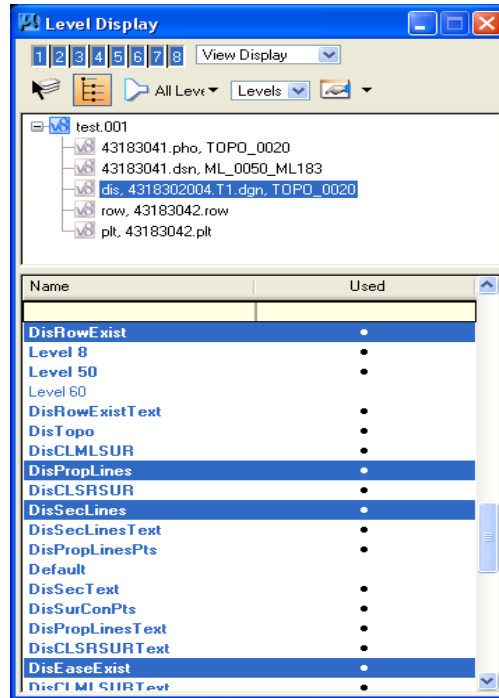 Level Display
1 2 3 4 5 6 7 8 View Display
All Leve Levels
test.001
43183041.pho, TOPO_0020
43183041.dsn, ML_0050_ML183
dis, 4318302004.T1.dgn, TOPO_0020
row, 43183042.row
plt, 43183042.plt
Name Used
DisRowExist
Level 8
Level 50
Level 60
DisRowExistText
DisTopo
DisCLMLSUR
DisPropLines
DisCLSRSUR
DisSecLines
DisSecLinesText
DisPropLinesPts
Default
DisSecText
DisSurConPts
DisPropLinesText
DisCLSRSURText
DisEaseExist
DisCLMLSURText